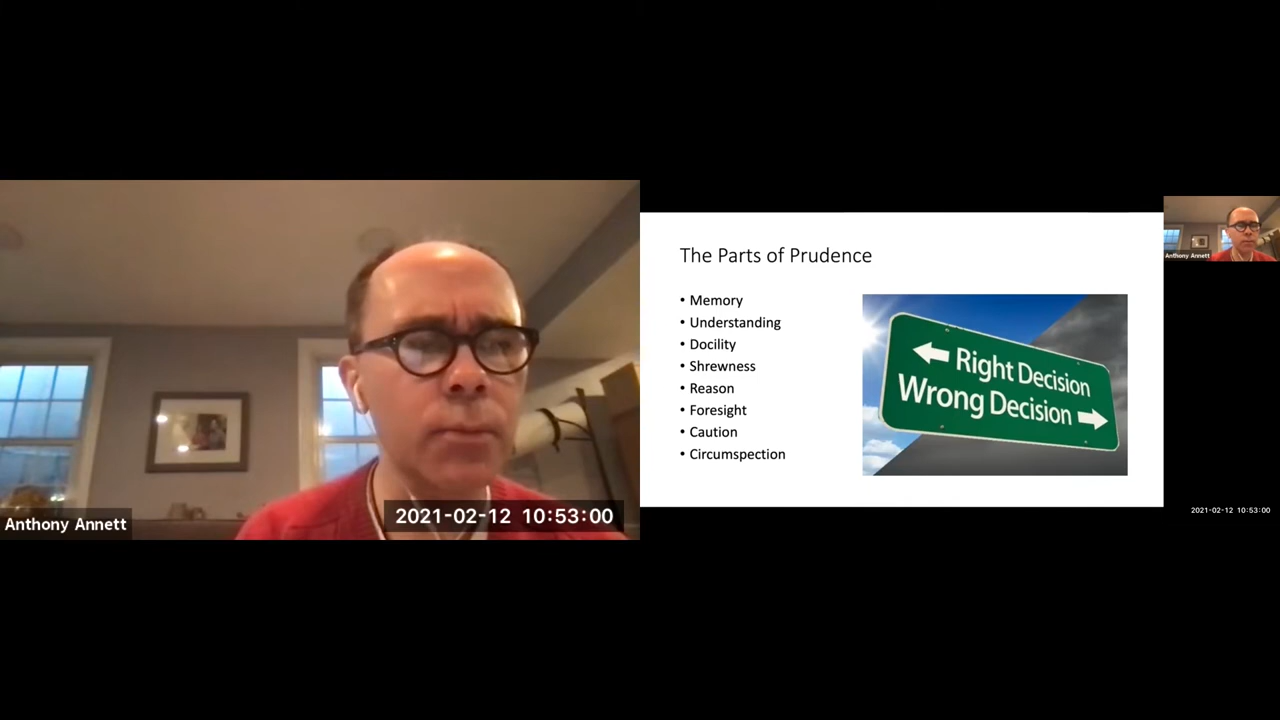 Anthony Annett
2021-02-12 10:53:00
The Parts of Prudence
• Memory
• Understanding
• Docility
• Shrewness
• Reason
• Foresight
• Caution
• Circumspection
Right Decision
Wrong Decision
Anthony Annett
2021-02-12 10:53:00